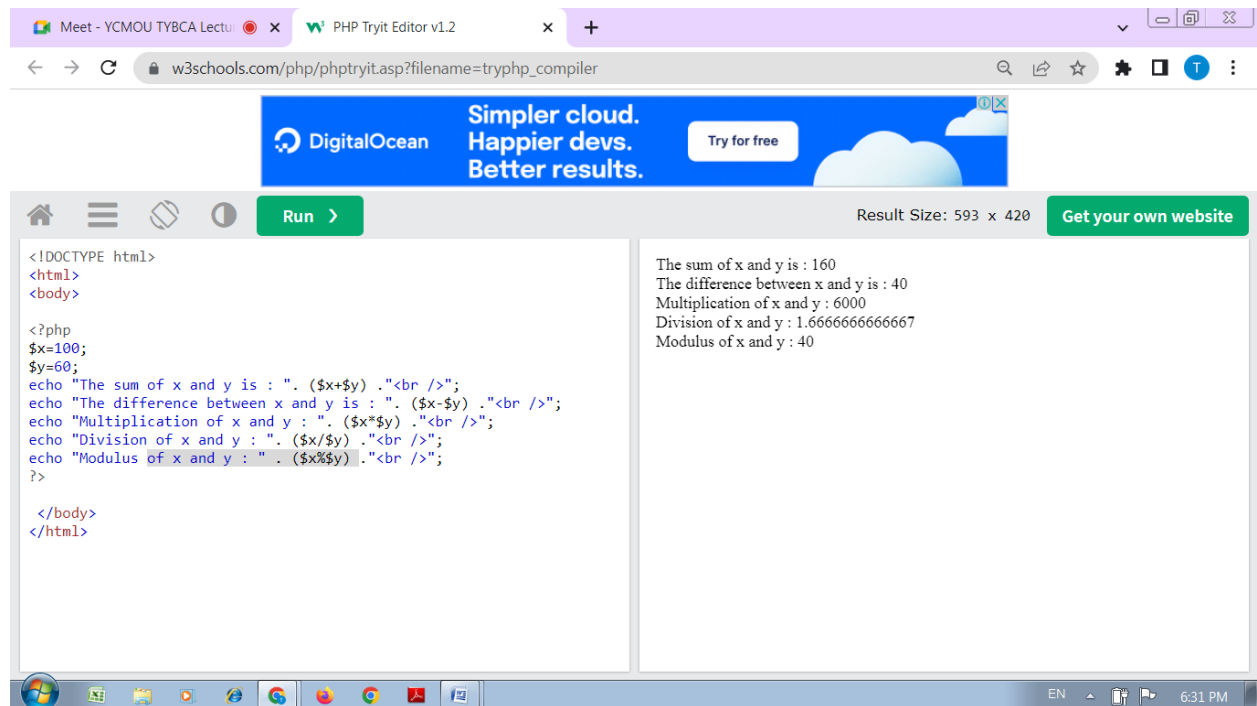 Meet - YCMOU TYBCA Lectu
PHP Tryit Editor v1.2
w3schools.com/php/phptryit.asp?filename=tryphp_compiler
T
DigitalOcean
Simpler cloud.
Happier devs.
Better results.
Try for free
Run ❯
Result Size: 593 x 420
Get your own website
<!DOCTYPE html>
<html>
<body>
<?php
$x=100;
$y=60;
echo "The sum of x and y is : ". ($x+$y) ."<br />";
echo "The difference between x and y is : ". ($x-$y) ."<br />";
echo "Multiplication of x and y : ". ($x*$y) ."<br />";
echo "Division of x and y : ". ($x/$y) ."<br />";
echo "Modulus of x and y : " . ($x%$y) ."<br />";
?>
</body>
</html>
The sum of x and y is : 160
The difference between x and y is : 40
Multiplication of x and y : 6000
Division of x and y : 1.6666666666667
Modulus of x and y : 40
EN
6:31 PM